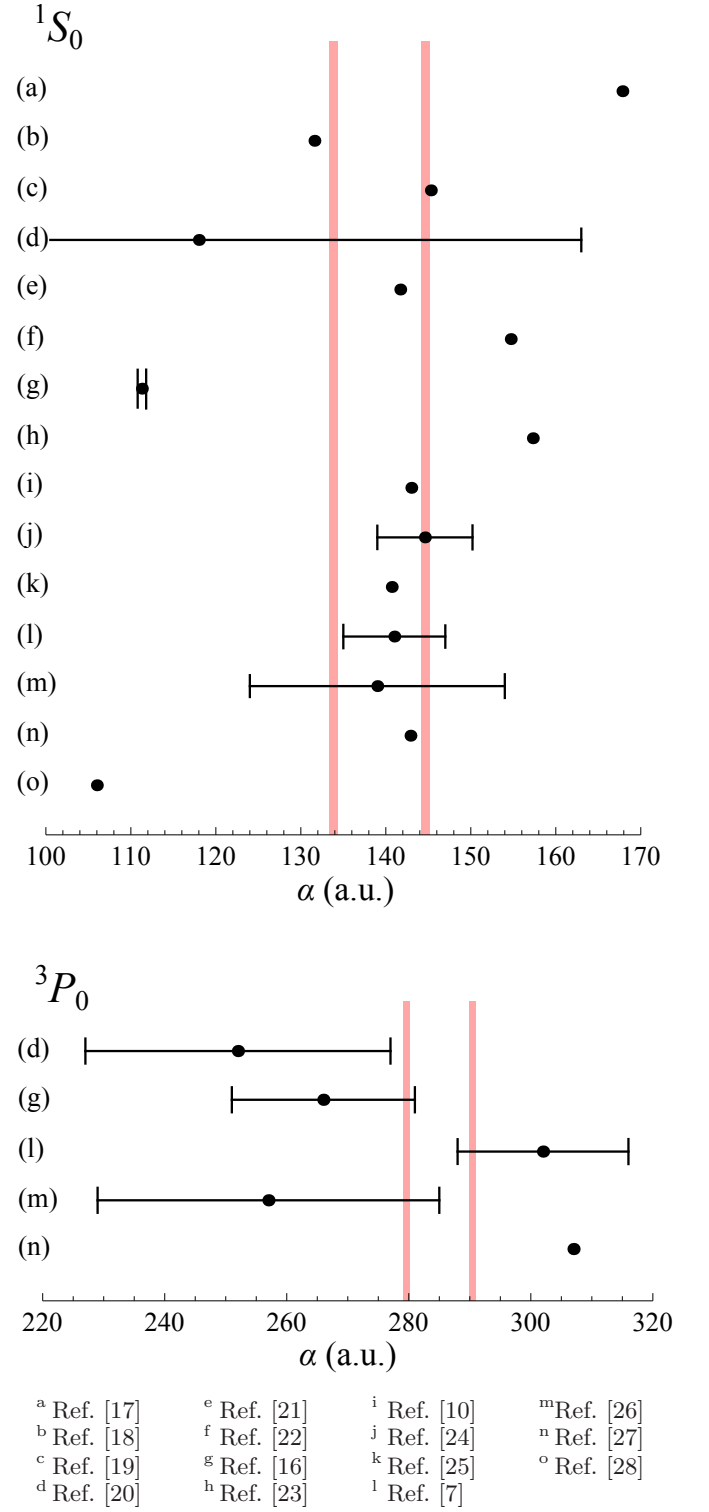 ¹S₀
(a)
(b)
(c)
(d)
(e)
(f)
(g)
(h)
(i)
(j)
(k)
(l)
(m)
(n)
(o)
100 110 120 130 140 150 160 170
α (a.u.)
³P₀
(d)
(g)
(l)
(m)
(n)
220 240 260 280 300 320
α (a.u.)
ᵃ Ref. [17] ᵉ Ref. [21] ⁱ Ref. [10] ᵐRef. [26]
ᵇ Ref. [18] ᶠ Ref. [22] ʲ Ref. [24] ⁿ Ref. [27]
ᶜ Ref. [19] ᵍ Ref. [16] ᵏ Ref. [25] ᵒ Ref. [28]
ᵈ Ref. [20] ʰ Ref. [23] ˡ Ref. [7]